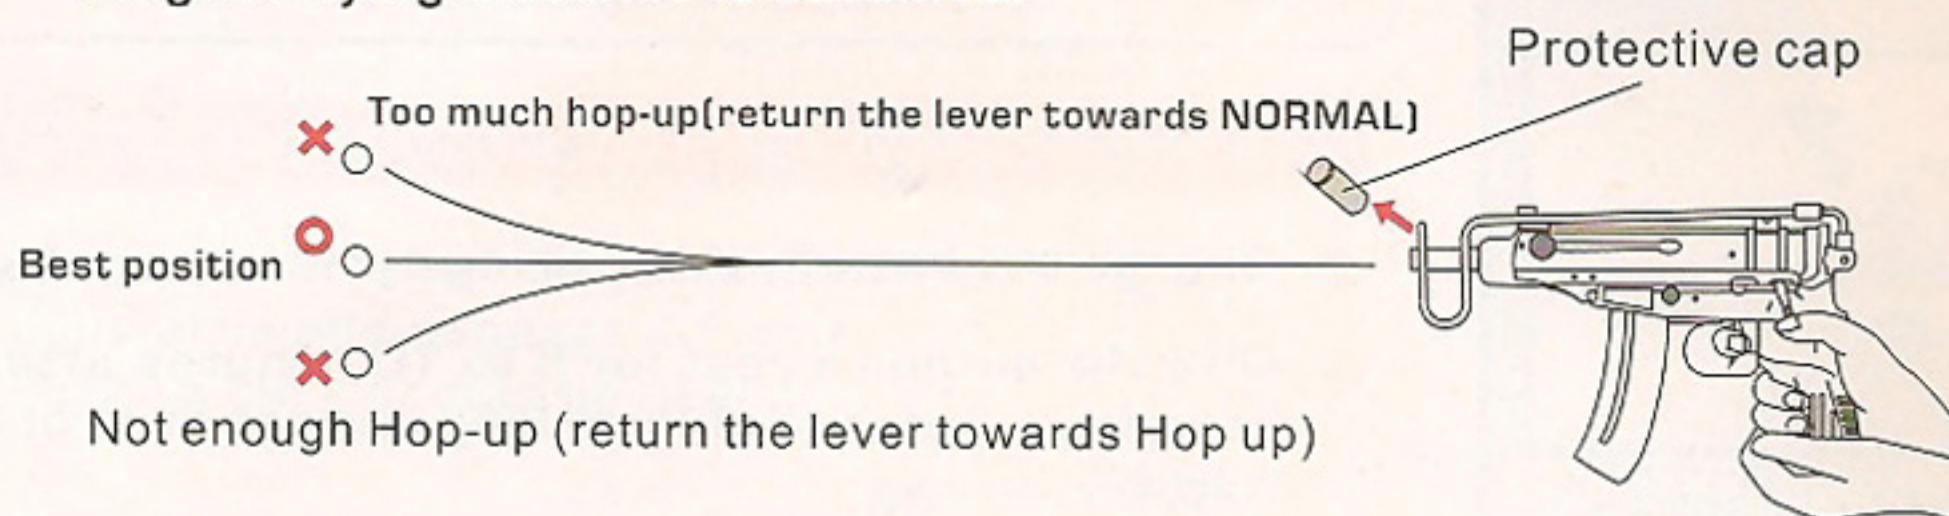 Protective cap
Too much hop-up(return the lever towards NORMAL)
Best position
Not enough Hop-up (return the lever towards Hop up)